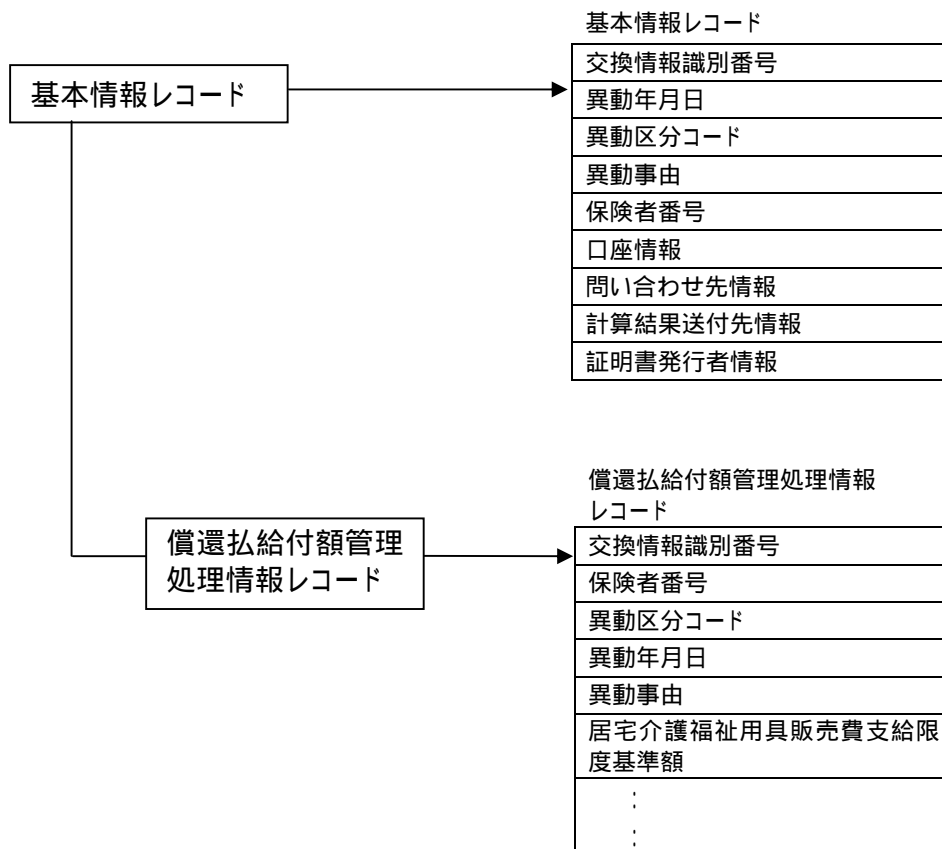 基本情報レコード
基本情報レコード
交換情報識別番号
異動年月日
異動区分コード
異動事由
保険者番号
口座情報
問い合わせ先情報
計算結果送付先情報
証明書発行者情報
償還払給付額管理
処理情報レコード
償還払給付額管理処理情報
レコード
交換情報識別番号
保険者番号
異動区分コード
異動年月日
異動事由
居宅介護福祉用具販売費支給限
度基準額
:
: